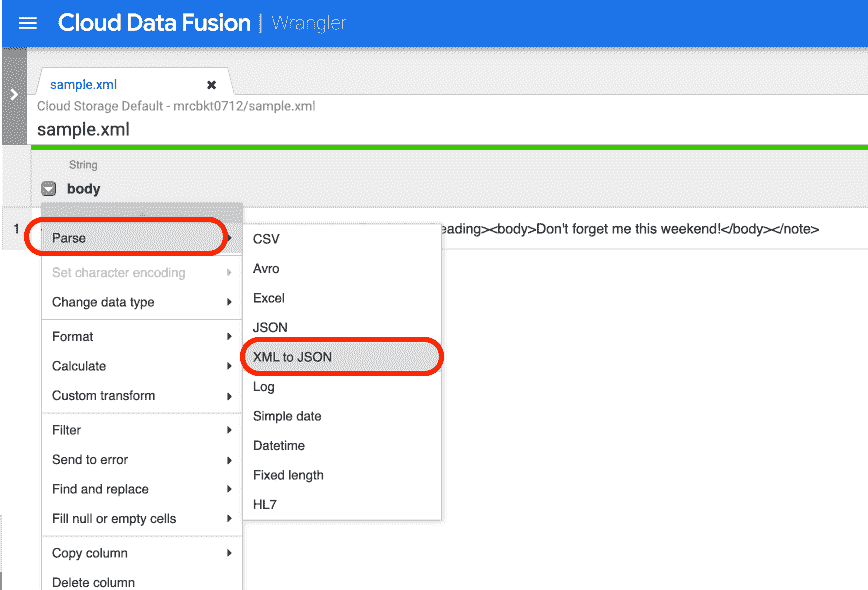 Cloud Data Fusion | Wrangler
sample.xml
Cloud Storage Default - mrcbkt0712/sample.xml
sample.xml
String
body
1
eading><body>Don't forget me this weekend!</body></note>
Parse
Set character encoding
Change data type
Format
Calculate
Custom transform
Filter
Send to error
Find and replace
Fill null or empty cells
Copy column
Delete column
CSV
Avro
Excel
JSON
XML to JSON
Log
Simple date
Datetime
Fixed length
HL7